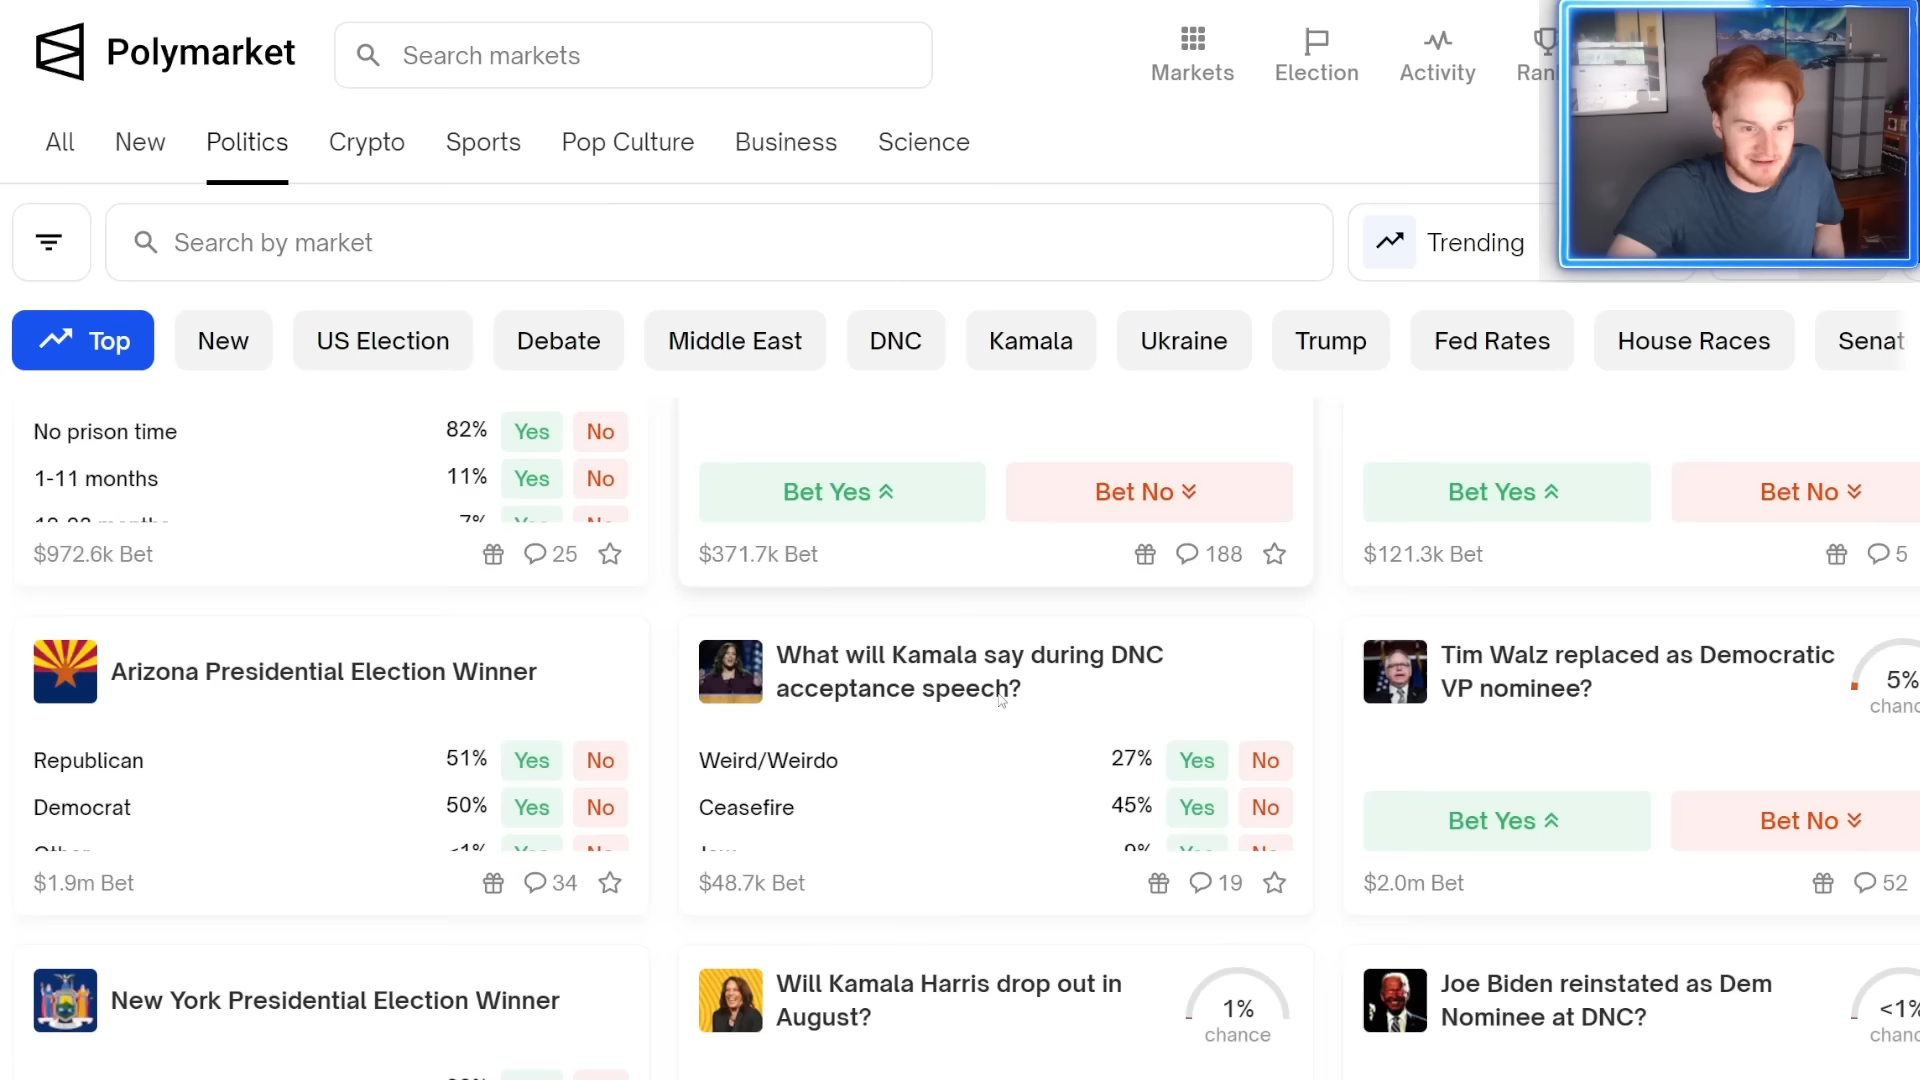 Polymarket
Search markets
Markets
Election
Activity
All
New
Politics
Crypto
Sports
Pop Culture
Business
Science
Search by market
Trending
Top
New
US Election
Debate
Middle East
DNC
Kamala
Ukraine
Trump
Fed Rates
House Races
Senat
No prison time 82% Yes No
1-11 months 11% Yes No
7%
$972.6k Bet 25
Bet Yes Bet No
$371.7k Bet 188
Bet Yes Bet No
$121.3k Bet 5
Arizona Presidential Election Winner
Republican 51% Yes No
Democrat 50% Yes No
$1.9m Bet 34
What will Kamala say during DNC
acceptance speech?
Weird/Weirdo 27% Yes No
Ceasefire 45% Yes No
$48.7k Bet 19
Tim Walz replaced as Democratic
VP nominee?
5%
chanc
Bet Yes Bet No
$2.0m Bet 52
New York Presidential Election Winner
Will Kamala Harris drop out in
August?
1%
chance
Joe Biden reinstated as Dem
Nominee at DNC?
<1%
chanc